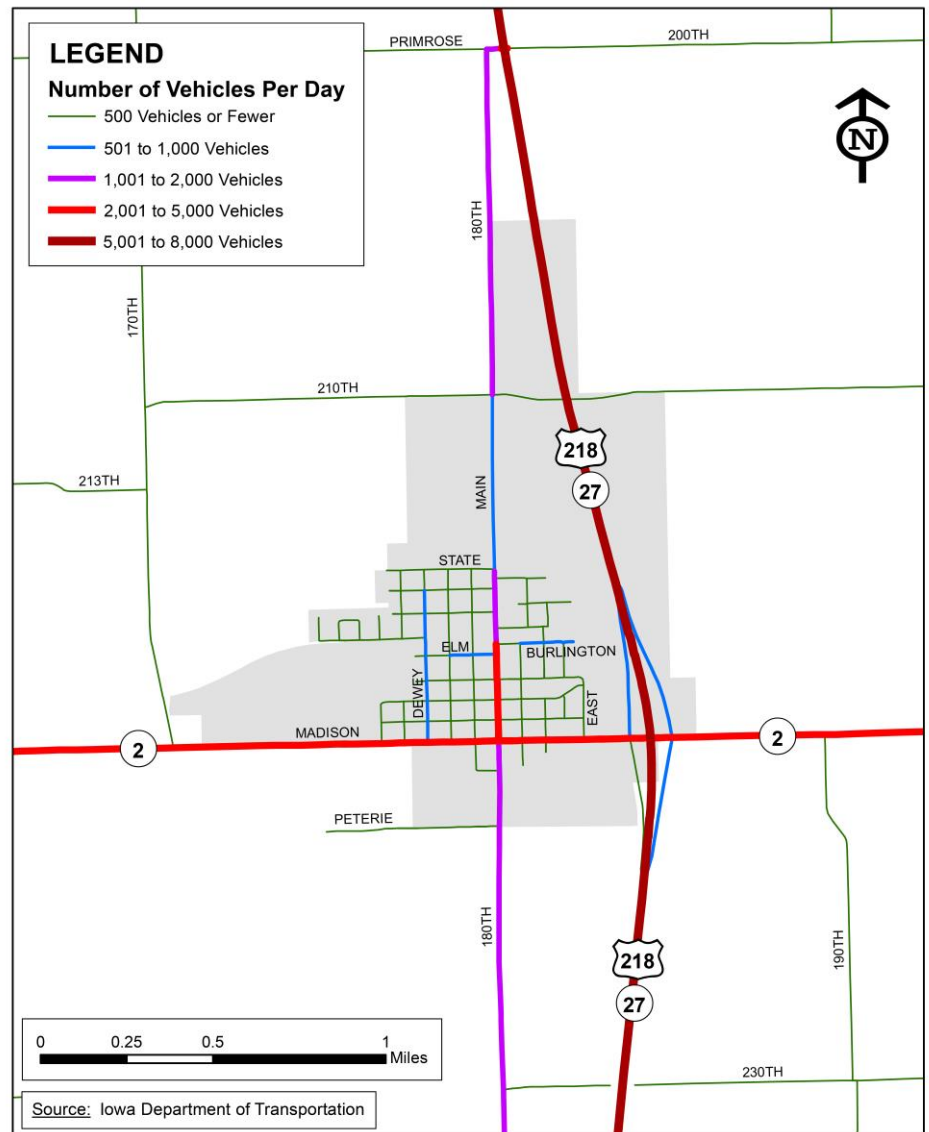 LEGEND
Number of Vehicles Per Day
500 Vehicles or Fewer
501 to 1,000 Vehicles
1,001 to 2,000 Vehicles
2,001 to 5,000 Vehicles
5,001 to 8,000 Vehicles
PRIMROSE
200TH
N
180TH
170TH
210TH
218
27
213TH
MAIN
STATE
ELM
BURLINGTON
DEWEY
EAST
MADISON
2
2
PETERIE
180TH
218
27
190TH
230TH
0 0.25 0.5 1
Miles
Source: Iowa Department of Transportation